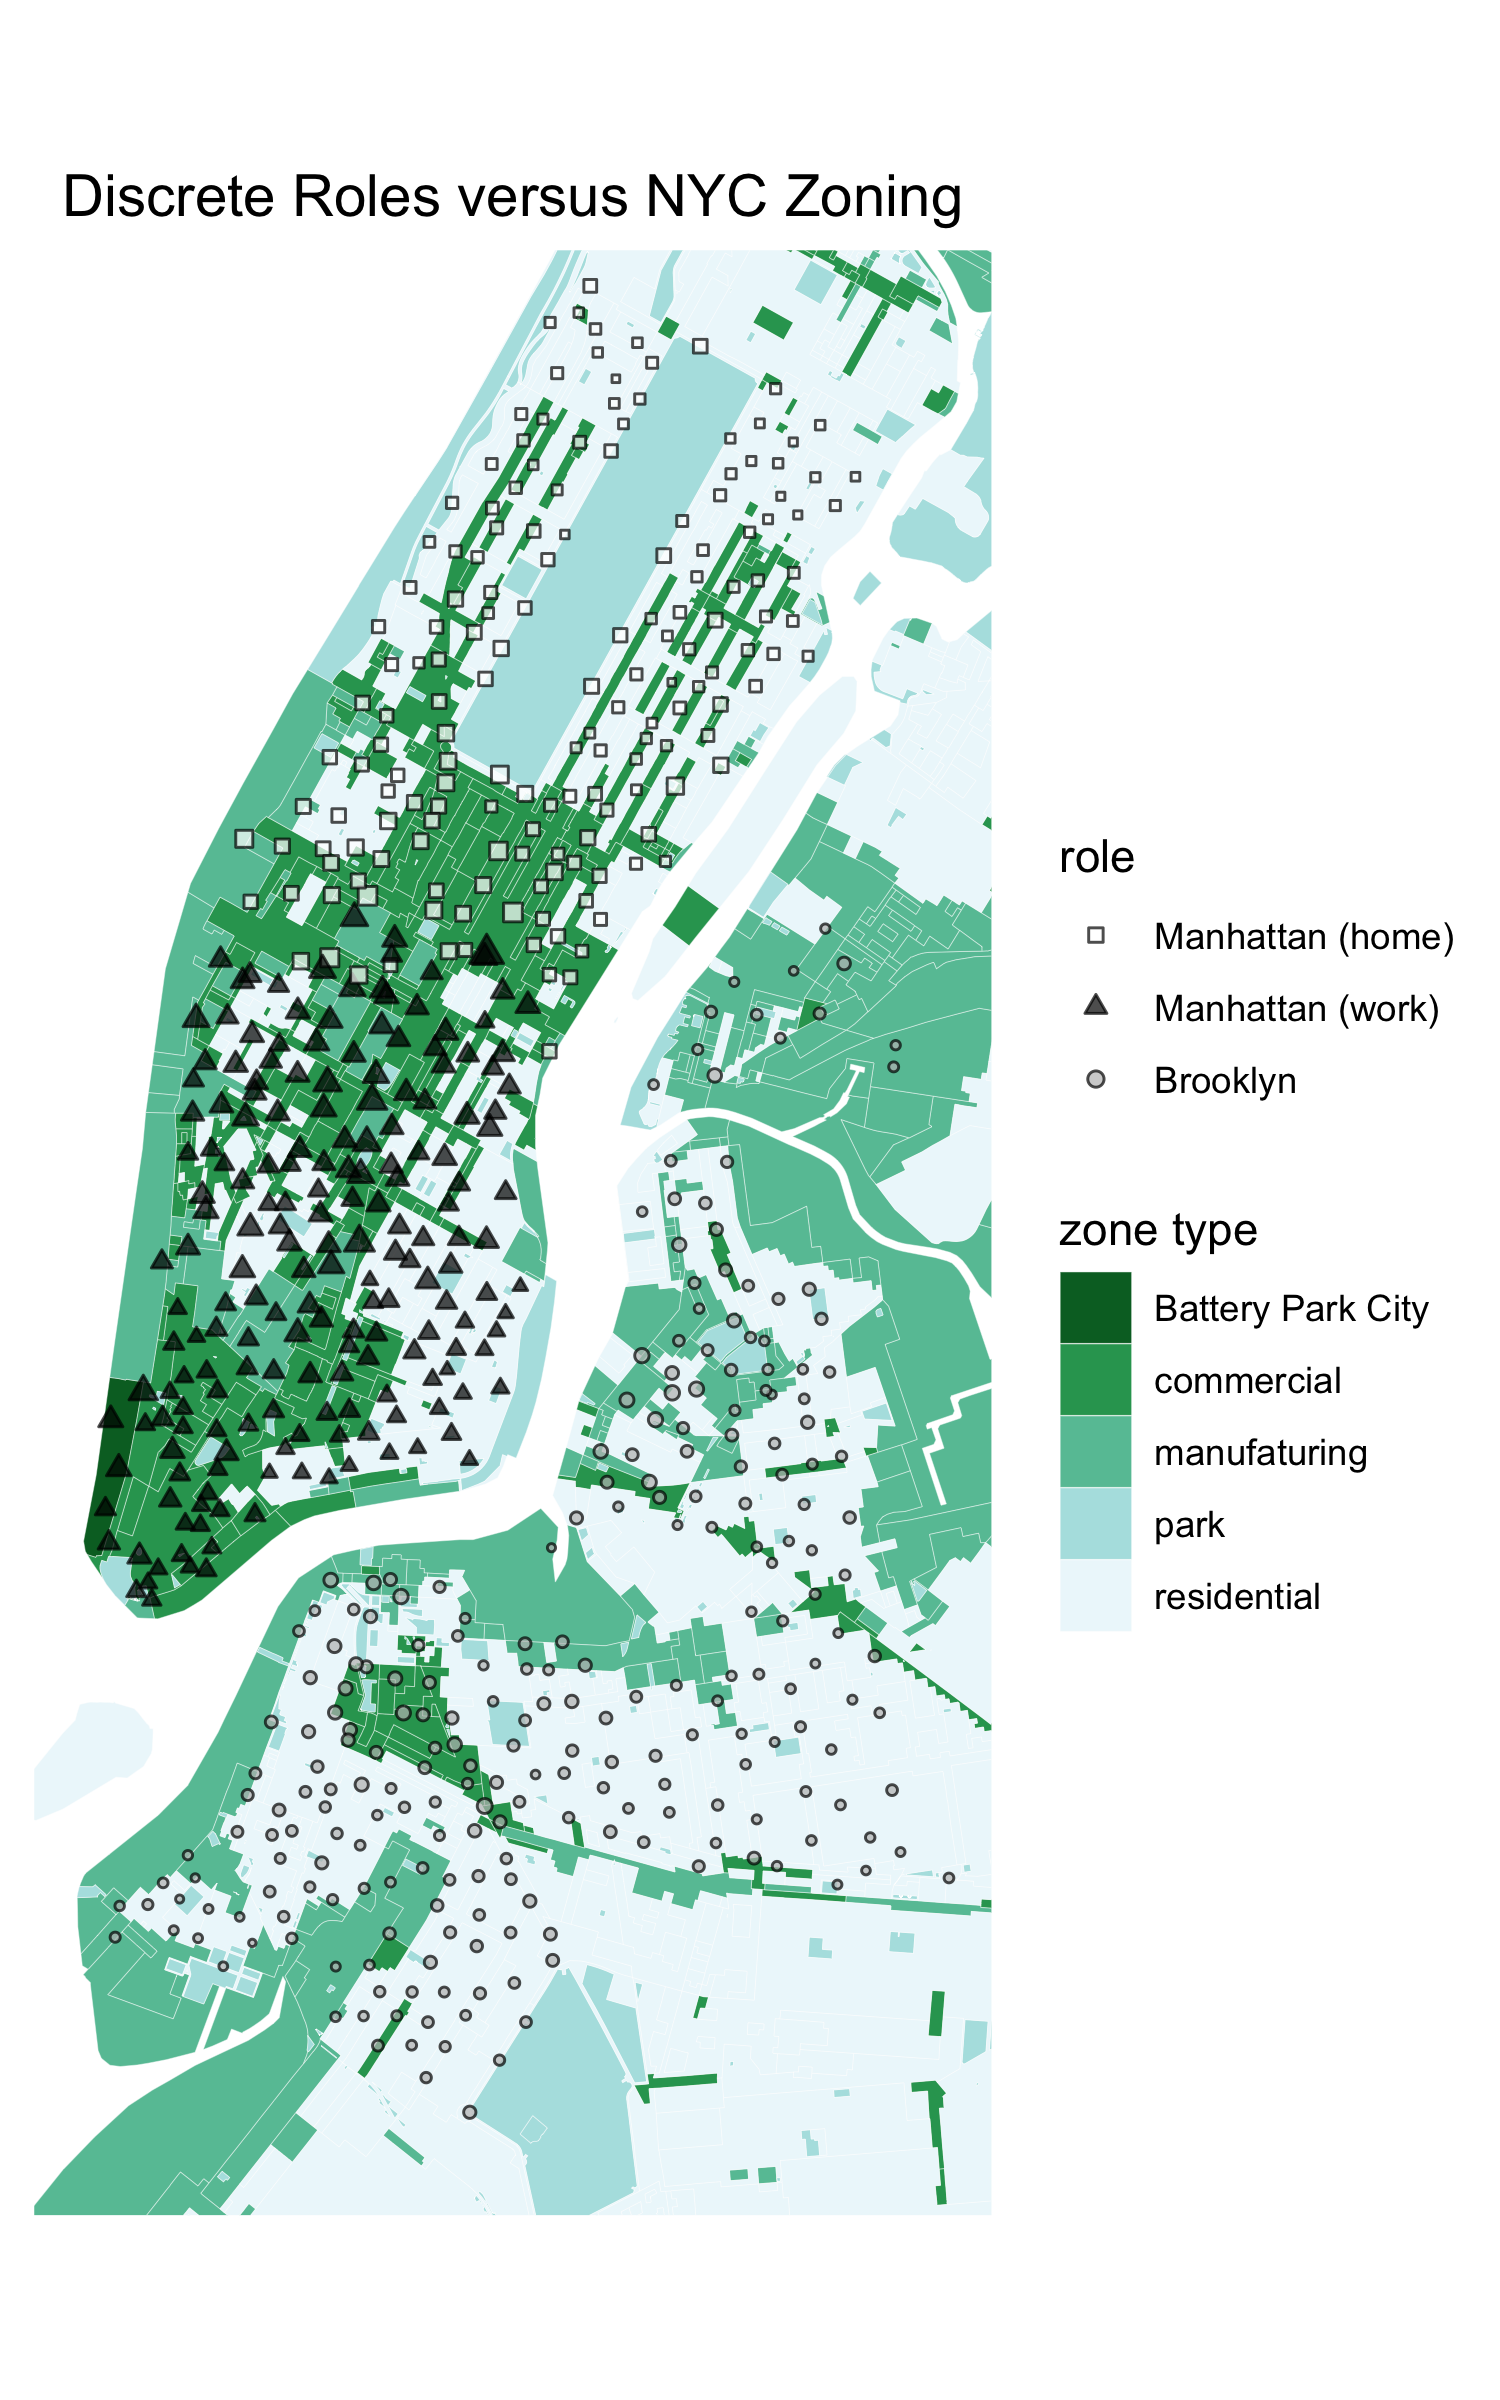 Discrete Roles versus NYC Zoning
role
Manhattan (home)
Manhattan (work)
Brooklyn
zone type
Battery Park City
commercial
manufaturing
park
residential